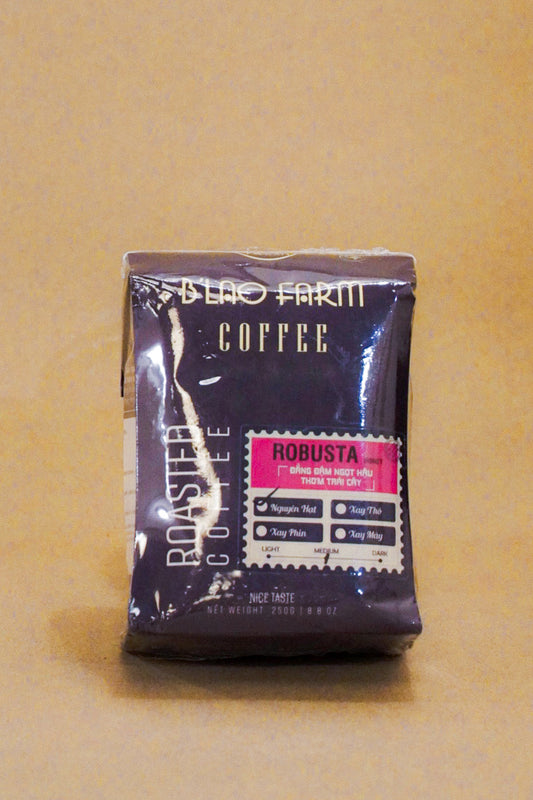 B'LAO FARM
COFFEE
ROASTED
COFFEE
ROBUSTA
ĐẮNG ĐẬM NGỌT HẬU
THƠM TRÁI CÂY
Nguyên Hạt
Xay Thô
Xay Phin
Xay Máy
LIGHT MEDIUM DARK
NICE TASTE
NET WEIGHT 250G | 8.8 OZ